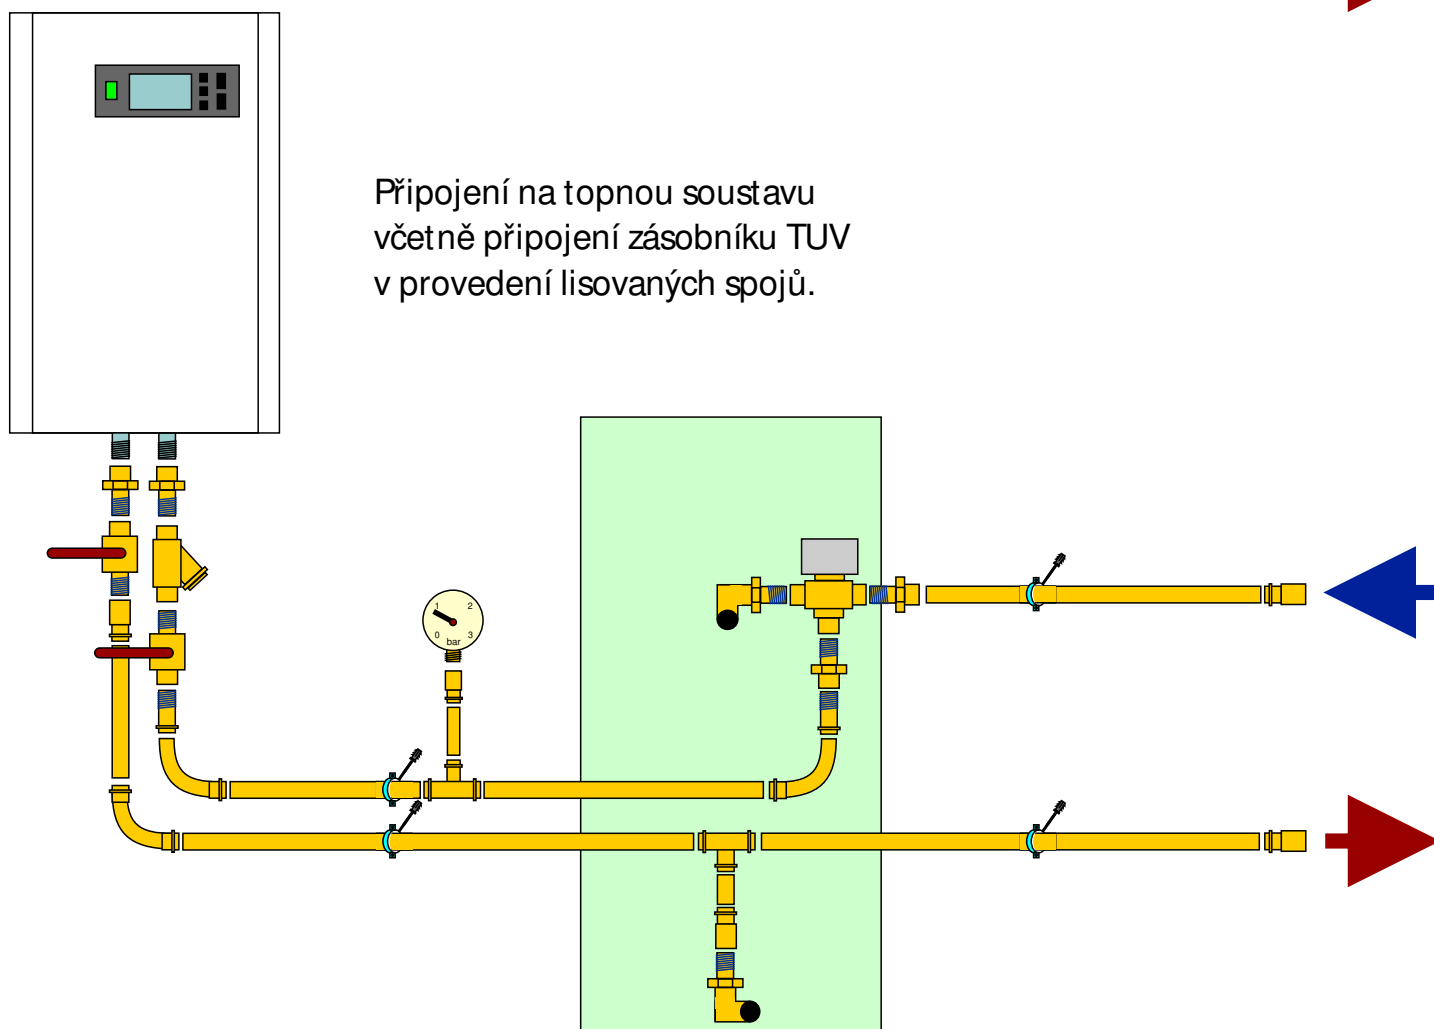 Připojení na topnou soustavu
včetně připojení zásobníku TUV
v provedení lisovaných spojů.
1 2
0 bar 3